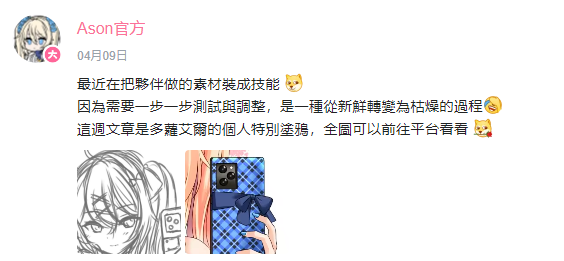 Ason官方
大
04月09日
最近在把夥伴做的素材裝成技能
因為需要一步一步測試與調整，是一種從新鮮轉變為枯燥的過程
這週文章是多蘿艾爾的個人特別塗鴉，全圖可以前往平台看看